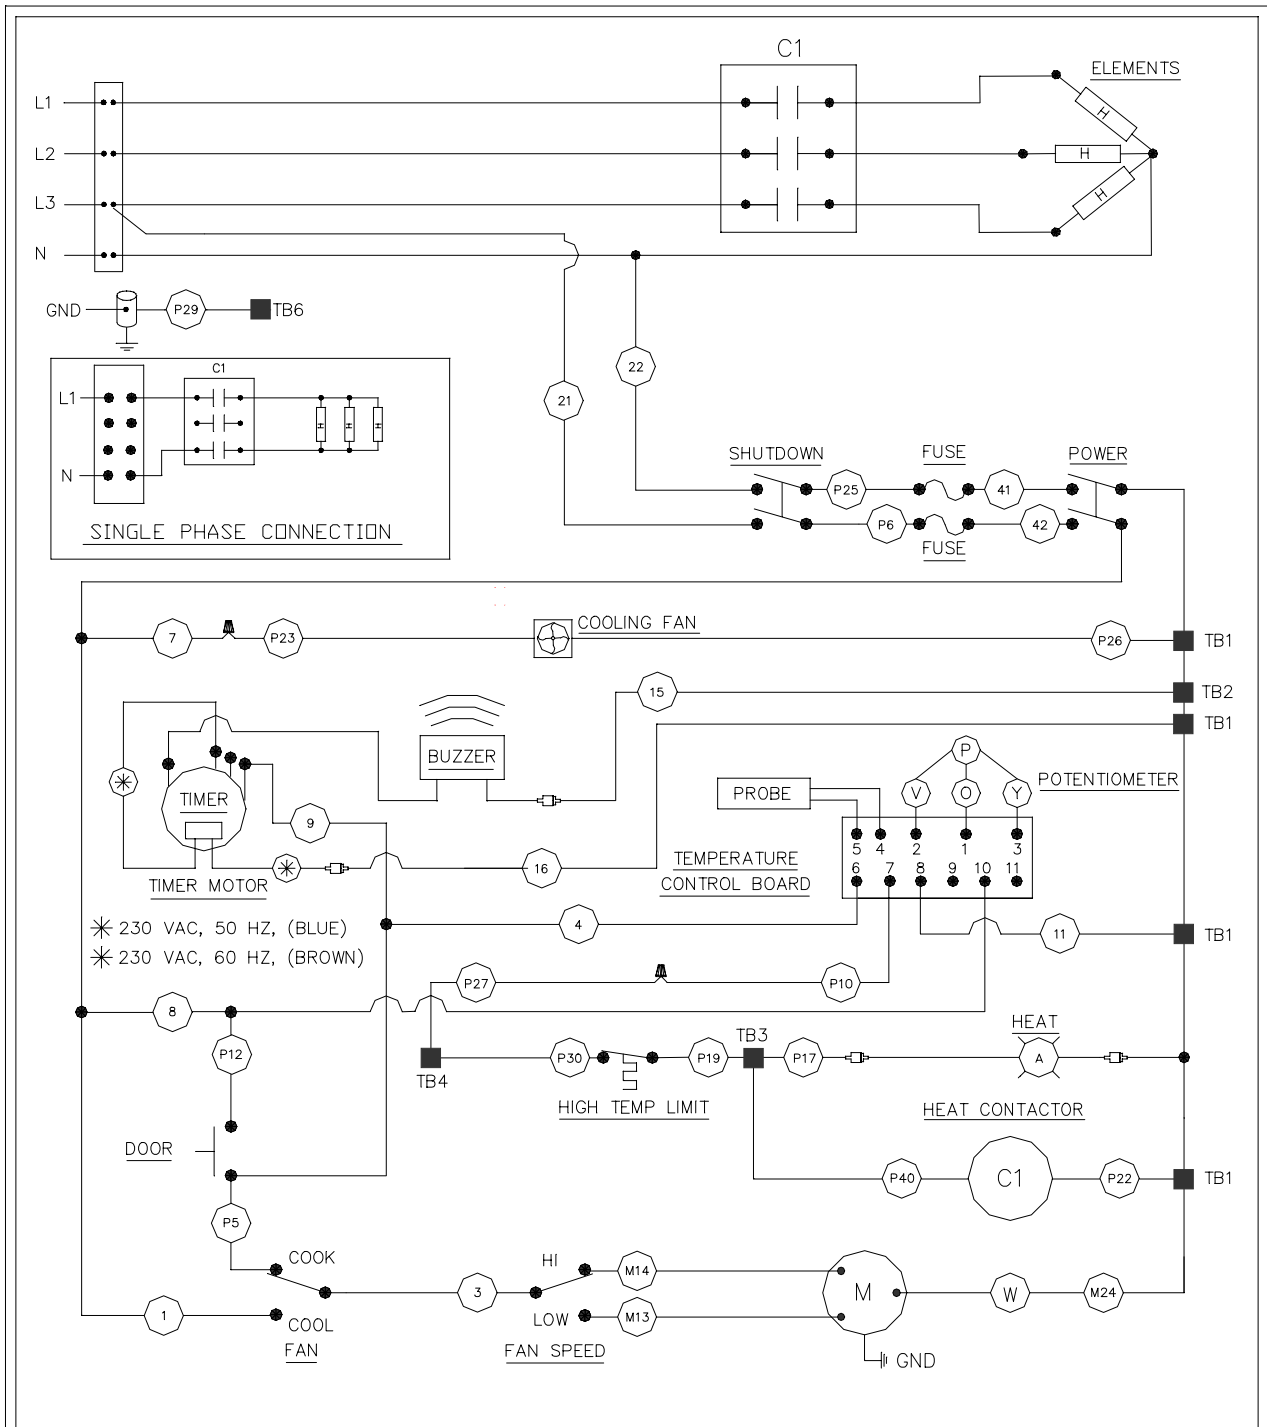 C1
ELEMENTS
L1
H
L2
H
L3
H
N
GND
P29
TB6
C1
L1
H H H
N
SINGLE PHASE CONNECTION
22
21
SHUTDOWN
FUSE
POWER
P25
41
P6
42
FUSE
7
P23
COOLING FAN
P26
TB1
15
TB2
TB1
BUZZER
P
POTENTIOMETER
V O Y
PROBE
TIMER
9
5 4 2 1 3
TEMPERATURE
CONTROL BOARD
6 7 8 9 10 11
16
TIMER MOTOR
230 VAC, 50 HZ, (BLUE)
230 VAC, 60 HZ, (BROWN)
4
11
TB1
P27
P10
8
P12
TB4
P30
P19
TB3
P17
HEAT
A
HIGH TEMP LIMIT
HEAT CONTACTOR
DOOR
P40
C1
P22
TB1
P5
COOK
HI
M14
3
M
W
M24
1
COOL
LOW
M13
FAN
FAN SPEED
GND